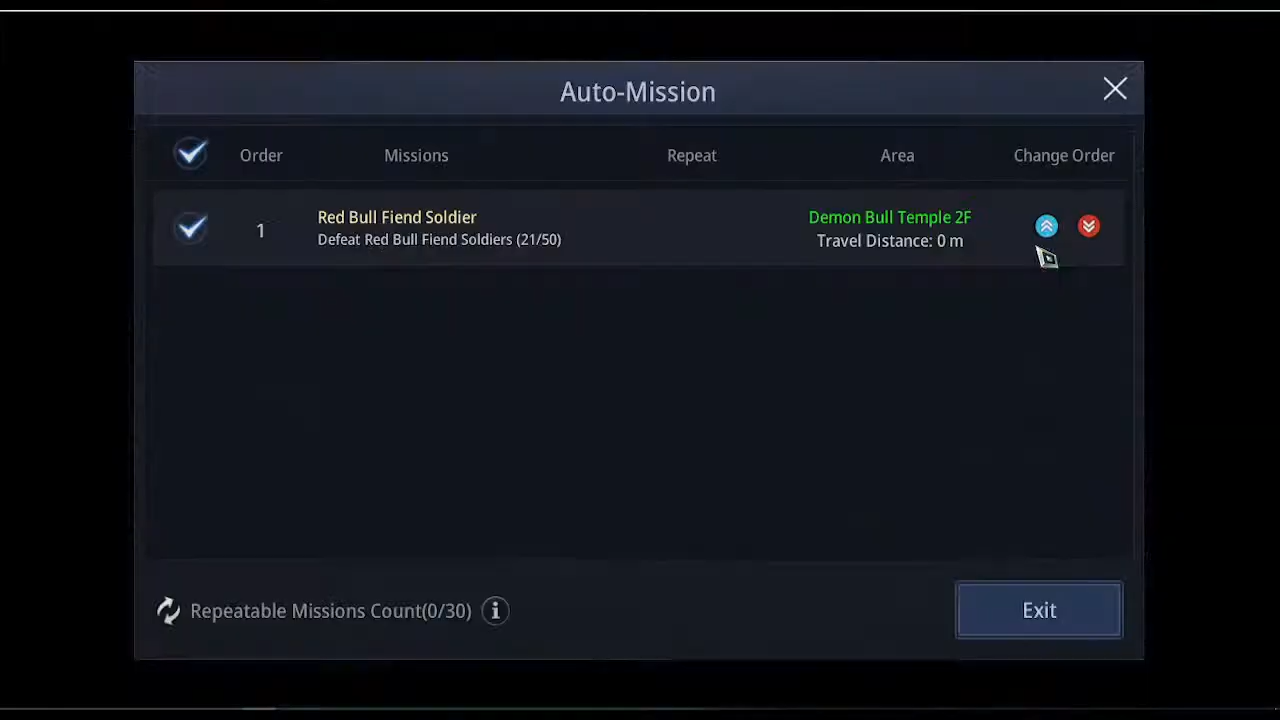 Auto-Mission
Order Missions Repeat Area Change Order
1
Red Bull Fiend Soldier
Defeat Red Bull Fiend Soldiers (21/50)
Demon Bull Temple 2F
Travel Distance: 0 m
Repeatable Missions Count(0/30)
Exit